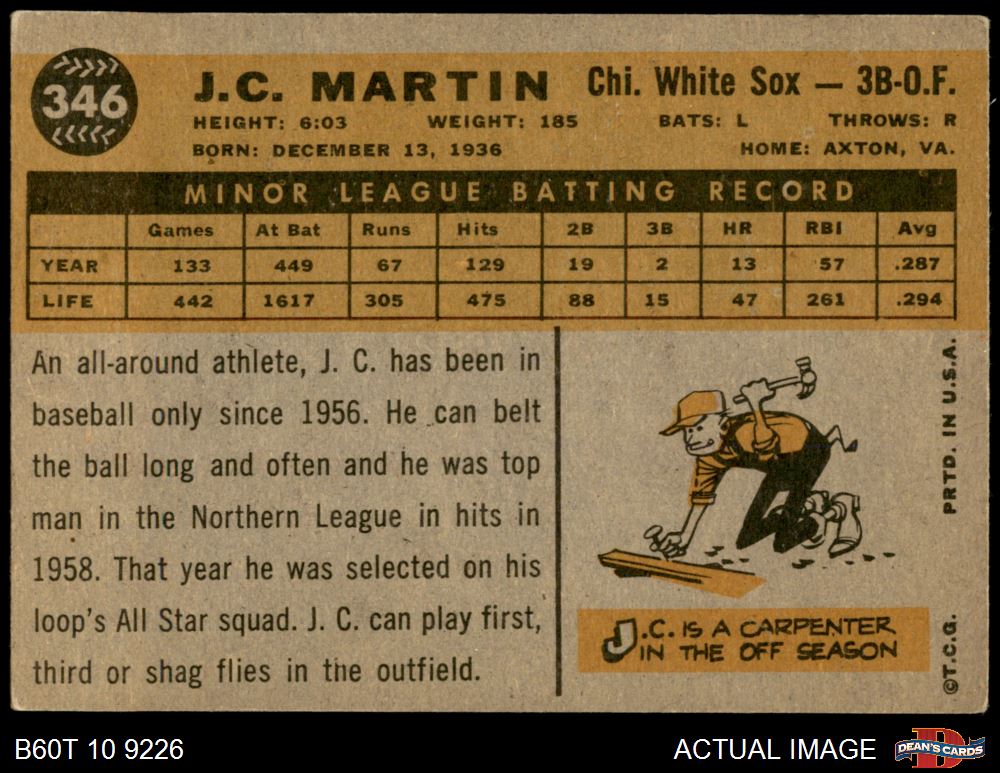 346
J.C. MARTIN Chi. White Sox — 3B-O.F.
HEIGHT: 6:03 WEIGHT: 185 BATS: L THROWS: R
BORN: DECEMBER 13, 1936 HOME: AXTON, VA.
MINOR LEAGUE BATTING RECORD
Games At Bat Runs Hits 2B 3B HR RBI Avg
YEAR 133 449 67 129 19 2 13 57 .287
LIFE 442 1617 305 475 88 15 47 261 .294
An all-around athlete, J. C. has been in
baseball only since 1956. He can belt
the ball long and often and he was top
man in the Northern League in hits in
1958. That year he was selected on his
loop's All Star squad. J. C. can play first,
third or shag flies in the outfield.
J.C. IS A CARPENTER
IN THE OFF SEASON
PRTD. IN U.S.A.
©T.C.G.
B60T 10 9226
ACTUAL IMAGE
DEAN'S CARDS